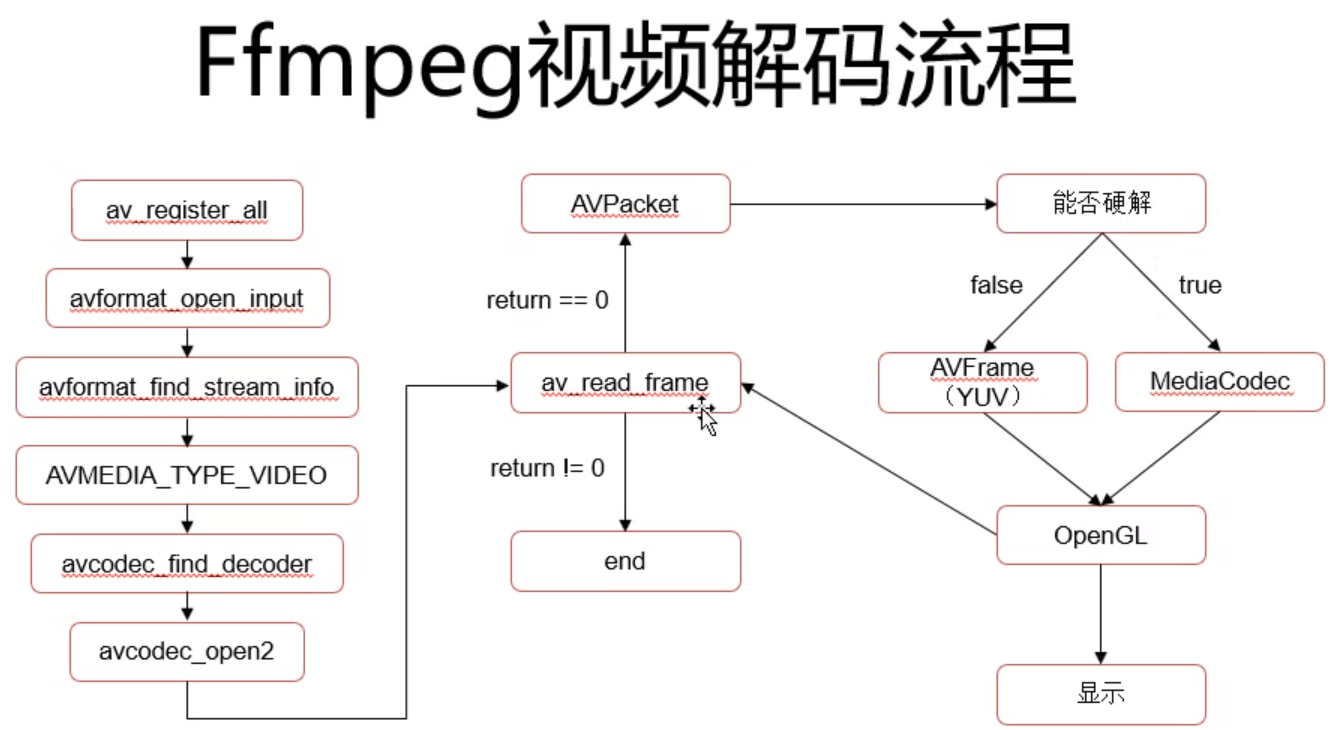 Ffmpeg视频解码流程
av_register_all
avformat_open_input
avformat_find_stream_info
AVMEDIA_TYPE_VIDEO
avcodec_find_decoder
avcodec_open2
AVPacket
return == 0
av_read_frame
return != 0
end
能否硬解
false
true
AVFrame
（YUV）
MediaCodec
OpenGL
显示